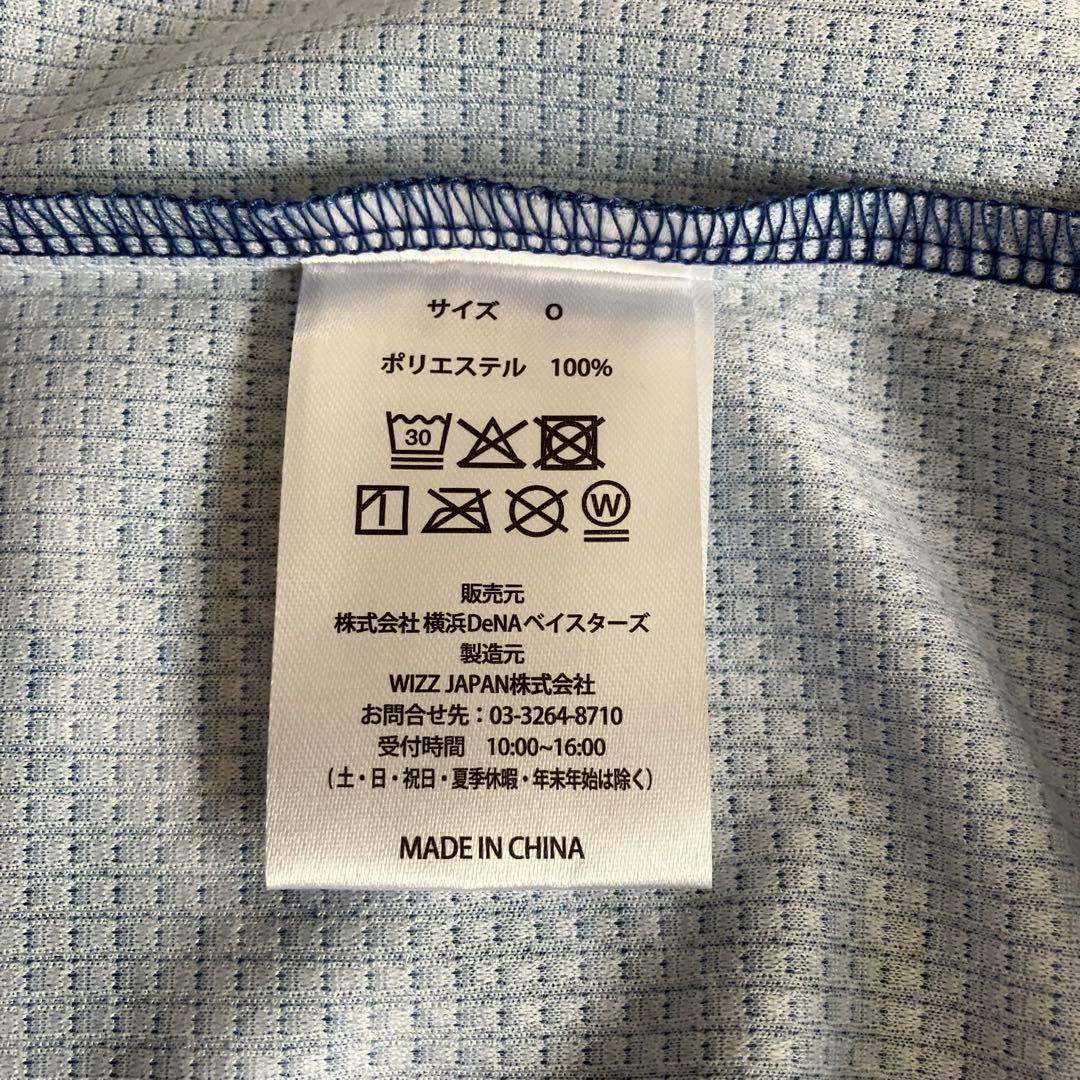 サイズ O
ポリエステル 100%
30
W
販売元
株式会社 横浜DeNAベイスターズ
製造元
WIZZ JAPAN株式会社
お問合せ先：03-3264-8710
受付時間 10:00~16:00
（土・日・祝日・夏季休暇・年末年始は除く）
MADE IN CHINA